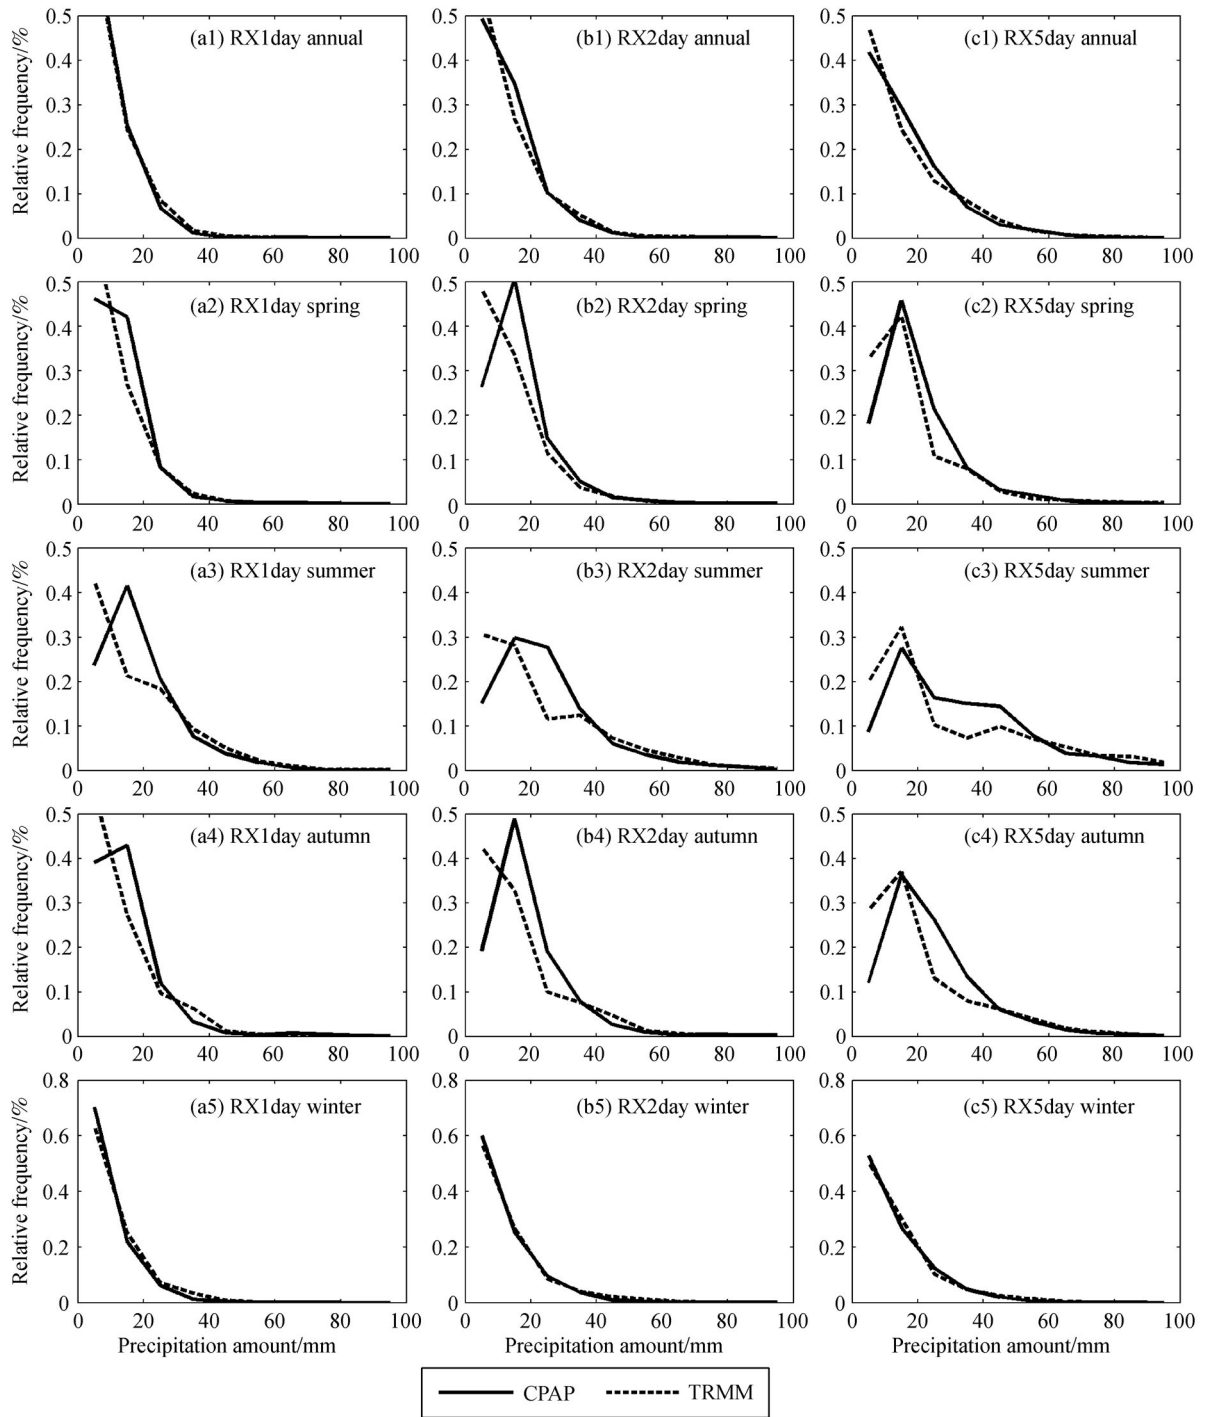 0.5
(a1) RX1day annual
0.5
(b1) RX2day annual
0.5
(c1) RX5day annual
Relative frequency/%
0.4
0.4
0.4
0.3
0.3
0.3
0.2
0.2
0.2
0.1
0.1
0.1
0
0
0
0 20 40 60 80 100
0 20 40 60 80 100
0 20 40 60 80 100
0.5
(a2) RX1day spring
0.5
(b2) RX2day spring
0.5
(c2) RX5day spring
Relative frequency/%
0.4
0.4
0.4
0.3
0.3
0.3
0.2
0.2
0.2
0.1
0.1
0.1
0
0
0
0 20 40 60 80 100
0 20 40 60 80 100
0 20 40 60 80 100
0.5
(a3) RX1day summer
0.5
(b3) RX2day summer
0.5
(c3) RX5day summer
Relative frequency/%
0.4
0.4
0.4
0.3
0.3
0.3
0.2
0.2
0.2
0.1
0.1
0.1
0
0
0
0 20 40 60 80 100
0 20 40 60 80 100
0 20 40 60 80 100
0.5
(a4) RX1day autumn
0.5
(b4) RX2day autumn
0.5
(c4) RX5day autumn
Relative frequency/%
0.4
0.4
0.4
0.3
0.3
0.3
0.2
0.2
0.2
0.1
0.1
0.1
0
0
0
0 20 40 60 80 100
0 20 40 60 80 100
0 20 40 60 80 100
0.8
(a5) RX1day winter
0.8
(b5) RX2day winter
0.8
(c5) RX5day winter
Relative frequency/%
0.6
0.6
0.6
0.4
0.4
0.4
0.2
0.2
0.2
0
0
0
0 20 40 60 80 100
0 20 40 60 80 100
0 20 40 60 80 100
Precipitation amount/mm
Precipitation amount/mm
Precipitation amount/mm
CPAP
TRMM